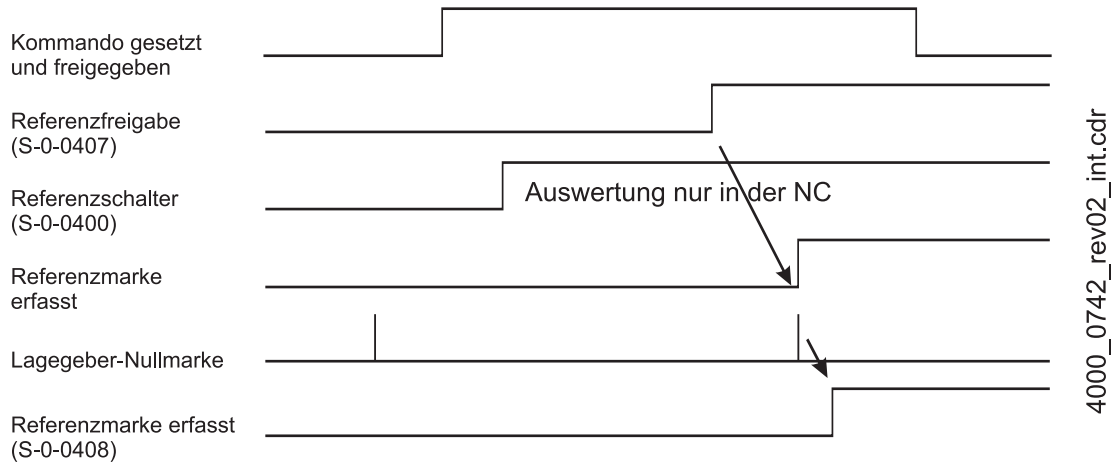 Kommando gesetzt
und freigegeben
Referenzfreigabe
(S-0-0407)
Referenzschalter
(S-0-0400)
Auswertung nur in der NC
Referenzmarke
erfasst
Lagegeber-Nullmarke
Referenzmarke erfasst
(S-0-0408)
4000_0742_rev02_int.cdr